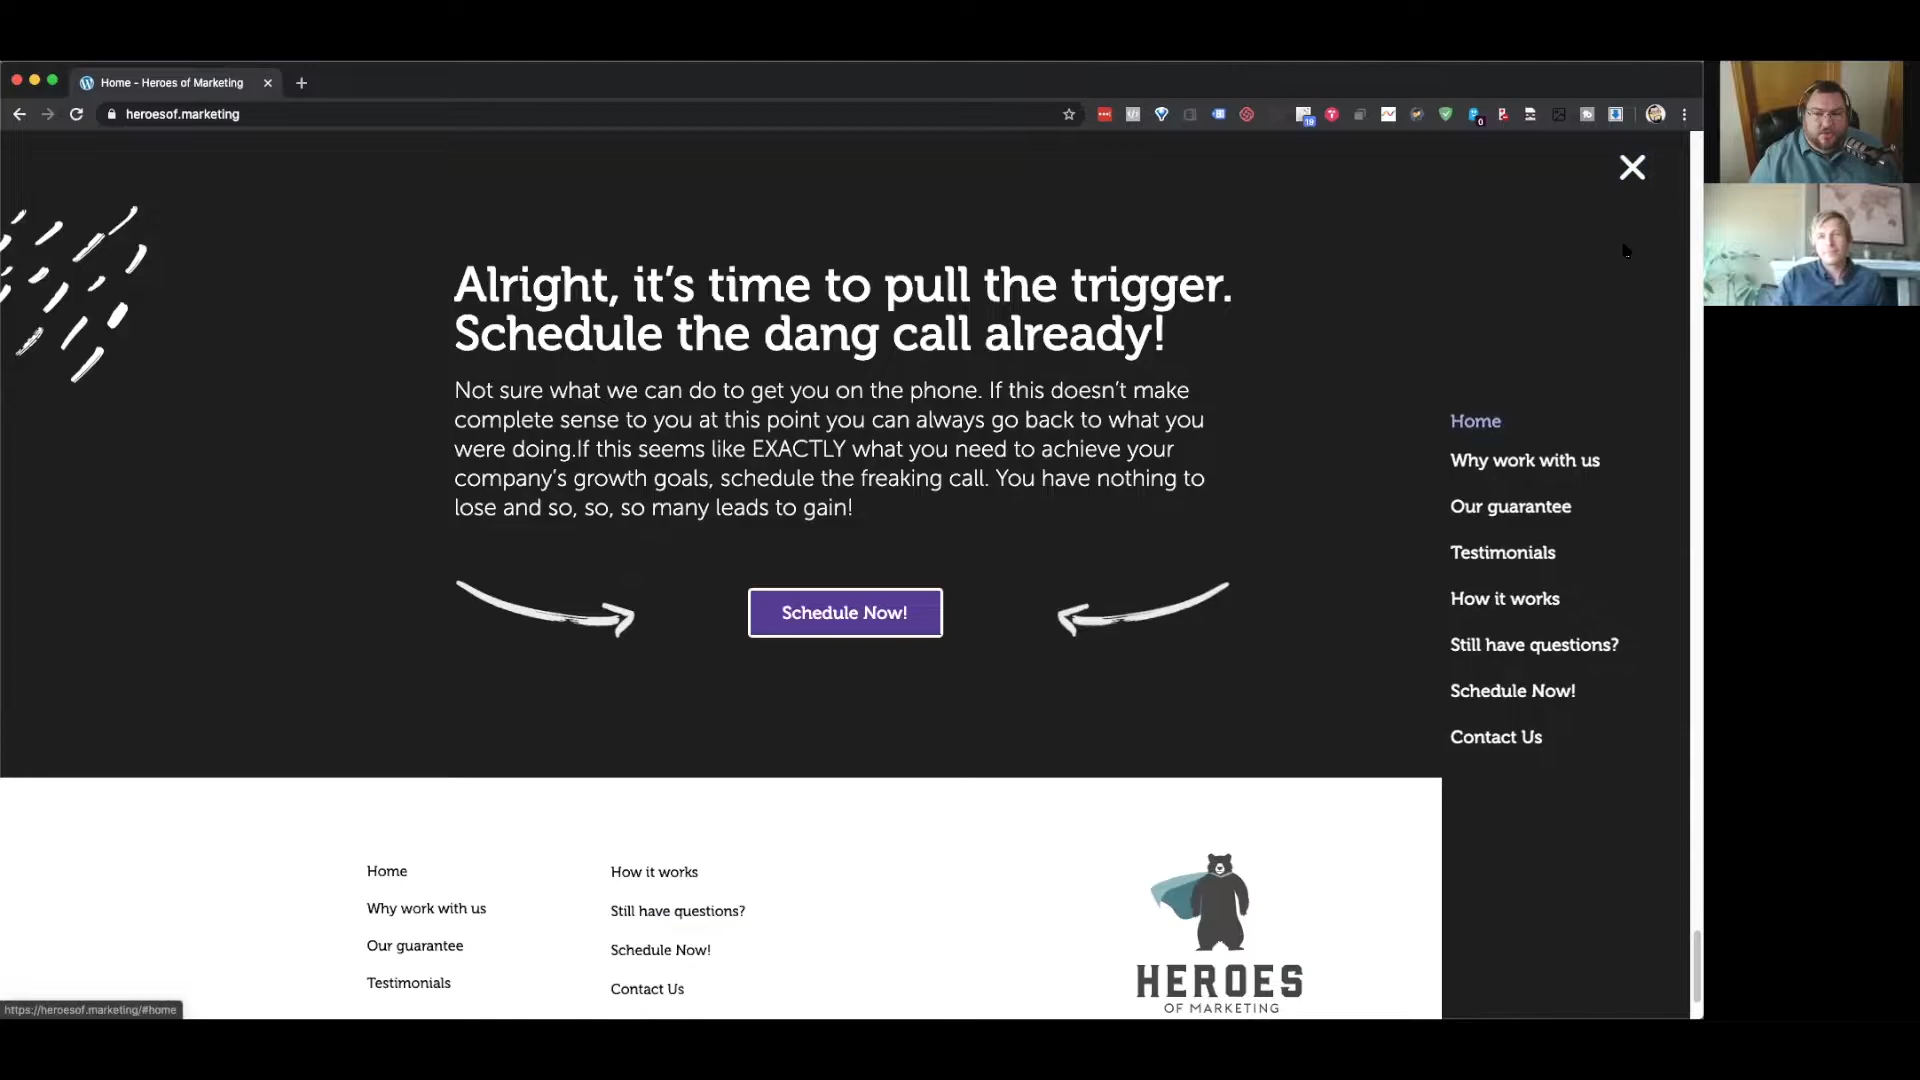 Home - Heroes of Marketing
heroesof.marketing
19
0
Alright, it's time to pull the trigger.
Schedule the dang call already!
Not sure what we can do to get you on the phone. If this doesn't make
complete sense to you at this point you can always go back to what you
were doing.If this seems like EXACTLY what you need to achieve your
company's growth goals, schedule the freaking call. You have nothing to
lose and so, so, so many leads to gain!
Schedule Now!
Home
Why work with us
Our guarantee
Testimonials
How it works
Still have questions?
Schedule Now!
Contact Us
Home
Why work with us
Our guarantee
Testimonials
How it works
Still have questions?
Schedule Now!
Contact Us
HEROES
OF MARKETING
https://heroesof.marketing/#home